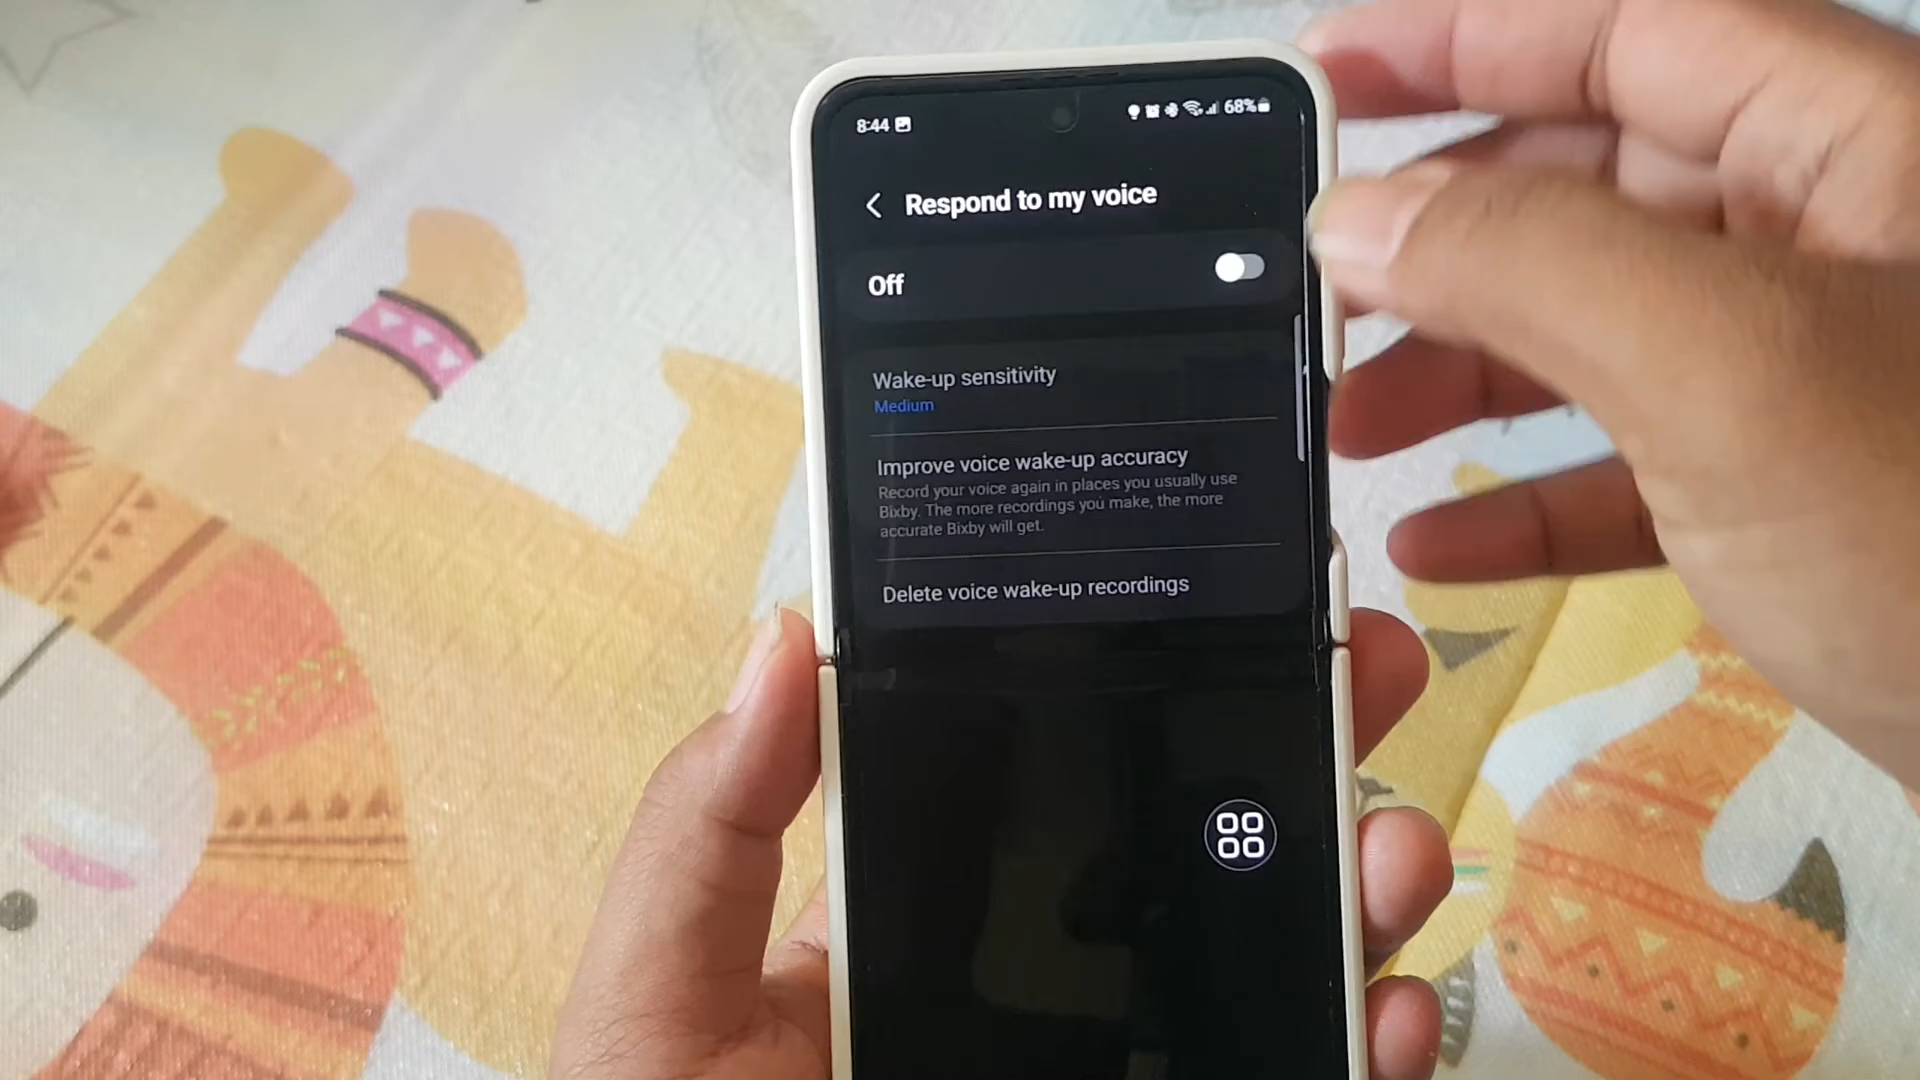 8:44
68%
Respond to my voice
Off
Wake-up sensitivity
Medium
Improve voice wake-up accuracy
Record your voice again in places you usually use
Bixby. The more recordings you make, the more
accurate Bixby will get.
Delete voice wake-up recordings